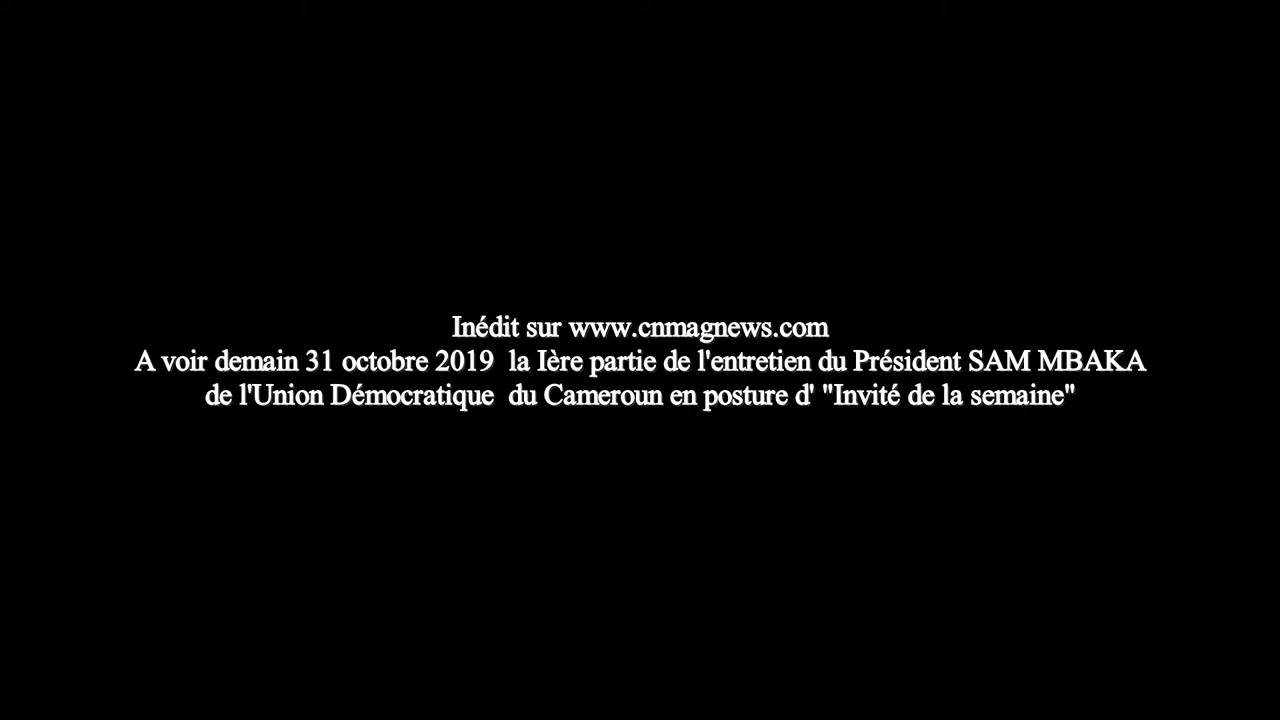 Inédit sur www.cnmagnews.com
A voir demain 31 octobre 2019  la Ière partie de l'entretien du Président SAM MBAKA
de l'Union Démocratique  du Cameroun en posture d' "Invité de la semaine"